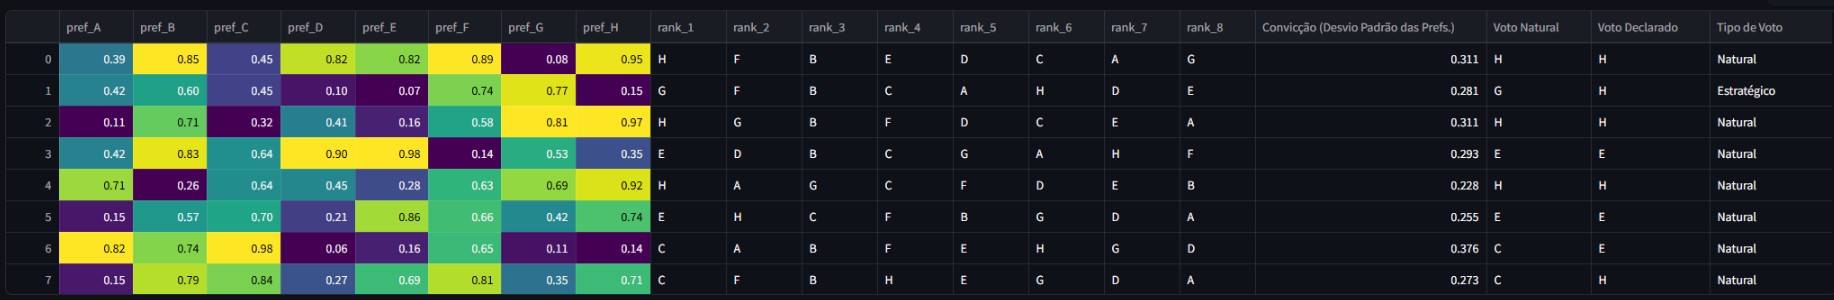 pref_A pref_B pref_C pref_D pref_E pref_F pref_G pref_H rank_1 rank_2 rank_3 rank_4 rank_5 rank_6 rank_7 rank_8 Convicção (Desvio Padrão das Prefs.) Voto Natural Voto Declarado Tipo de Voto
0 0.39 0.85 0.45 0.82 0.82 0.89 0.08 0.95 H F B E D C A G 0.311 H H Natural
1 0.42 0.60 0.45 0.10 0.07 0.74 0.77 0.15 G F B C A H D E 0.281 G H Estratégico
2 0.11 0.71 0.32 0.41 0.16 0.58 0.81 0.97 H G B F D C E A 0.311 H H Natural
3 0.42 0.83 0.64 0.90 0.98 0.14 0.53 0.35 E D B C G A H F 0.293 E E Natural
4 0.71 0.26 0.64 0.45 0.28 0.63 0.69 0.92 H A G C F D E B 0.228 H H Natural
5 0.15 0.57 0.70 0.21 0.86 0.66 0.42 0.74 E H C F B G D A 0.255 E E Natural
6 0.82 0.74 0.98 0.06 0.16 0.65 0.11 0.14 C A B F E H G D 0.376 C E Natural
7 0.15 0.79 0.84 0.27 0.69 0.81 0.35 0.71 C F B H E G D A 0.273 C H Natural